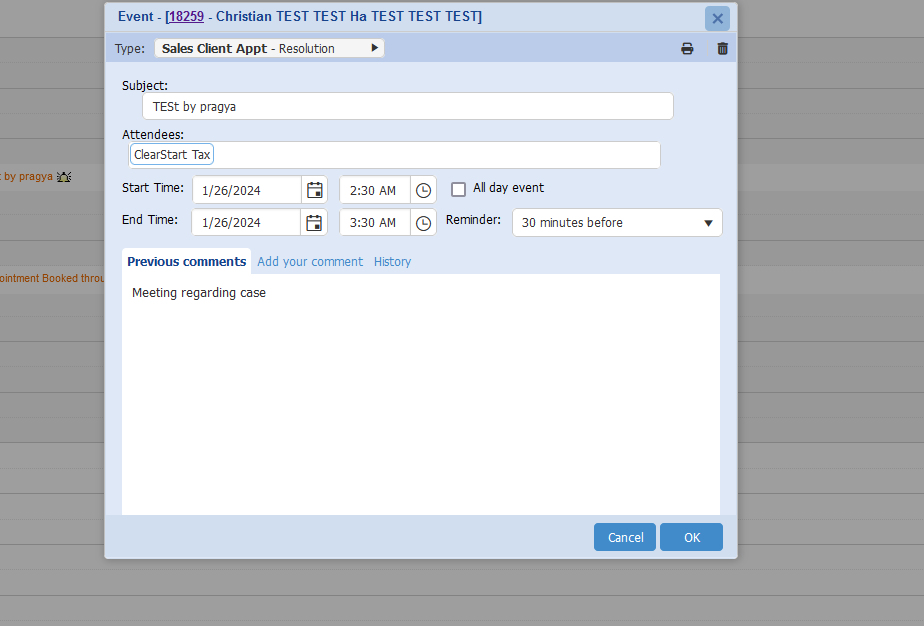 Event - [18259 - Christian TEST TEST Ha TEST TEST TEST]
Type: Sales Client Appt - Resolution
Subject:
TESt by pragya
Attendees:
ClearStart Tax
by pragya
Start Time: 1/26/2024 2:30 AM All day event
End Time: 1/26/2024 3:30 AM Reminder: 30 minutes before
Previous comments Add your comment History
ointment Booked throu
Meeting regarding case
Cancel OK